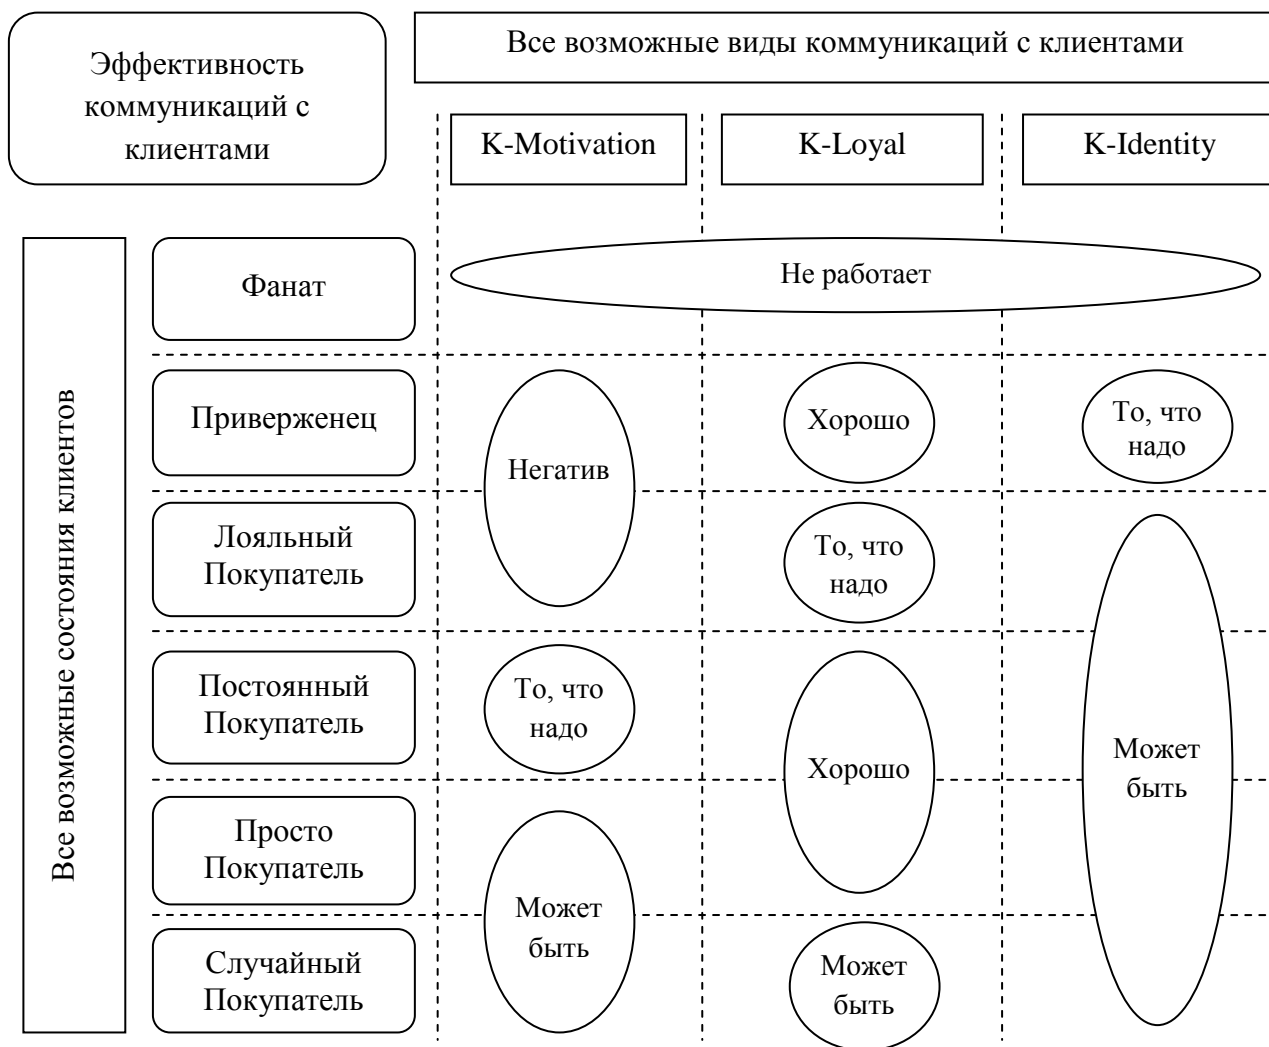 Эффективность
коммуникаций с
клиентами
Все возможные виды коммуникаций с клиентами
K-Motivation
K-Loyal
K-Identity
Все возможные состояния клиентов
Фанат
Не работает
Приверженец
Негатив
Хорошо
То, что
надо
Лояльный
Покупатель
То, что
надо
Постоянный
Покупатель
То, что
надо
Хорошо
Может
быть
Просто
Покупатель
Может
быть
Случайный
Покупатель
Может
быть